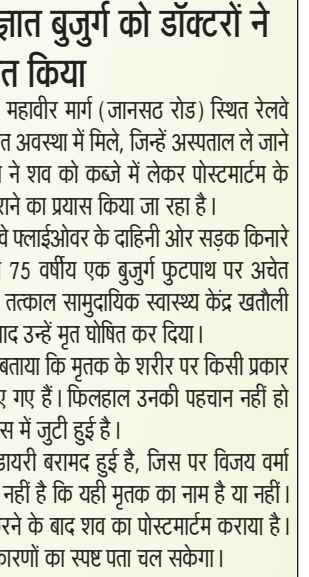 ज्ञात बुजुर्ग को डॉक्टरों ने
त किया
महावीर मार्ग (जानसठ रोड) स्थित रेलवे
त अवस्था में मिले, जिन्हें अस्पताल ले जाने
ने शव को कब्जे में लेकर पोस्टमार्टम के
राने का प्रयास किया जा रहा है।
वे फ्लाईओवर के दाहिनी ओर सड़क किनारे
75 वर्षीय एक बुजुर्ग फुटपाथ पर अचेत
तत्काल सामुदायिक स्वास्थ्य केंद्र खतौली
ाद उन्हें मृत घोषित कर दिया।
बताया कि मृतक के शरीर पर किसी प्रकार
ए गए हैं। फिलहाल उनकी पहचान नहीं हो
स में जुटी हुई है।
डायरी बरामद हुई है, जिस पर विजय वर्मा
नहीं है कि यही मृतक का नाम है या नहीं।
रने के बाद शव का पोस्टमार्टम कराया है।
कारणों का स्पष्ट पता चल सकेगा।